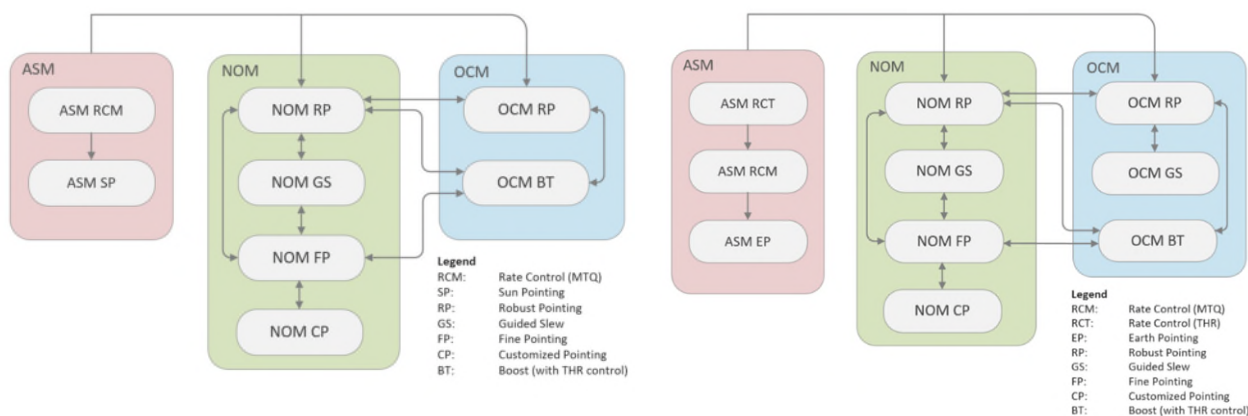 ASM
ASM RCM
ASM SP
NOM
NOM RP
NOM GS
NOM FP
NOM CP
OCM
OCM RP
OCM BT
Legend
RCM: Rate Control (MTQ)
SP: Sun Pointing
RP: Robust Pointing
GS: Guided Slew
FP: Fine Pointing
CP: Customized Pointing
BT: Boost (with THR control)
ASM
ASM RCT
ASM RCM
ASM EP
NOM
NOM RP
NOM GS
NOM FP
NOM CP
OCM
OCM RP
OCM GS
OCM BT
Legend
RCM: Rate Control (MTQ)
RCT: Rate Control (THR)
EP: Earth Pointing
RP: Robust Pointing
GS: Guided Slew
FP: Fine Pointing
CP: Customized Pointing
BT: Boost (with THR control)